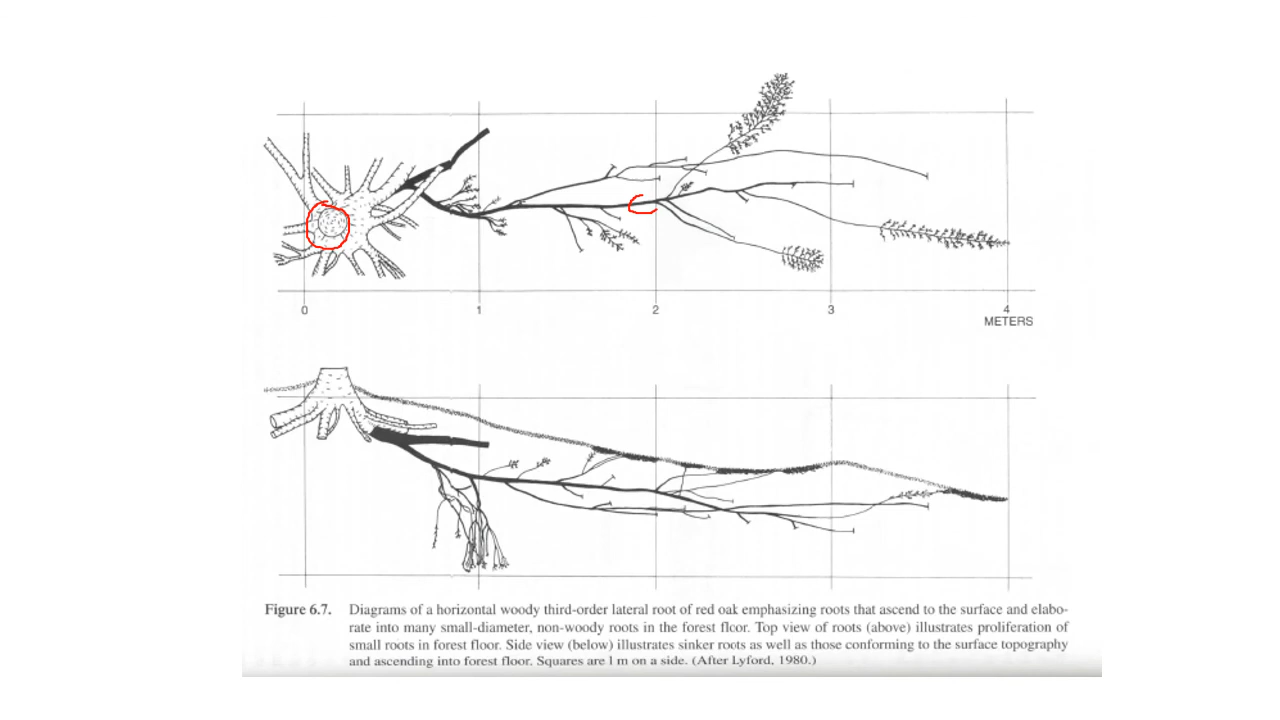 0 1 2 3 4
METERS
Figure 6.7. Diagrams of a horizontal woody third-order lateral root of red oak emphasizing roots that ascend to the surface and elabo-
rate into many small-diameter, non-woody roots in the forest floor. Top view of roots (above) illustrates proliferation of
small roots in forest floor. Side view (below) illustrates sinker roots as well as those conforming to the surface topography
and ascending into forest floor. Squares are 1 m on a side. (After Lyford, 1980.)